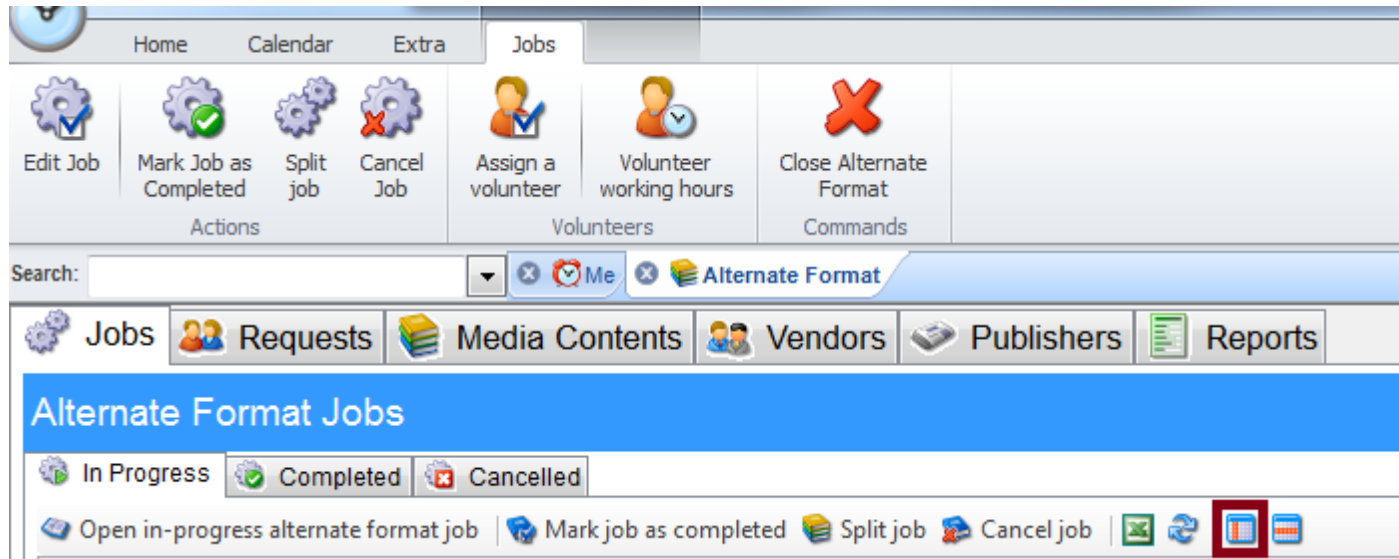 Home Calendar Extra Jobs
Edit Job Mark Job as Completed Split job Cancel Job Assign a volunteer Volunteer working hours Close Alternate Format
Actions Volunteers Commands
Search: Me Alternate Format
Jobs Requests Media Contents Vendors Publishers Reports
Alternate Format Jobs
In Progress Completed Cancelled
Open in-progress alternate format job Mark job as completed Split job Cancel job